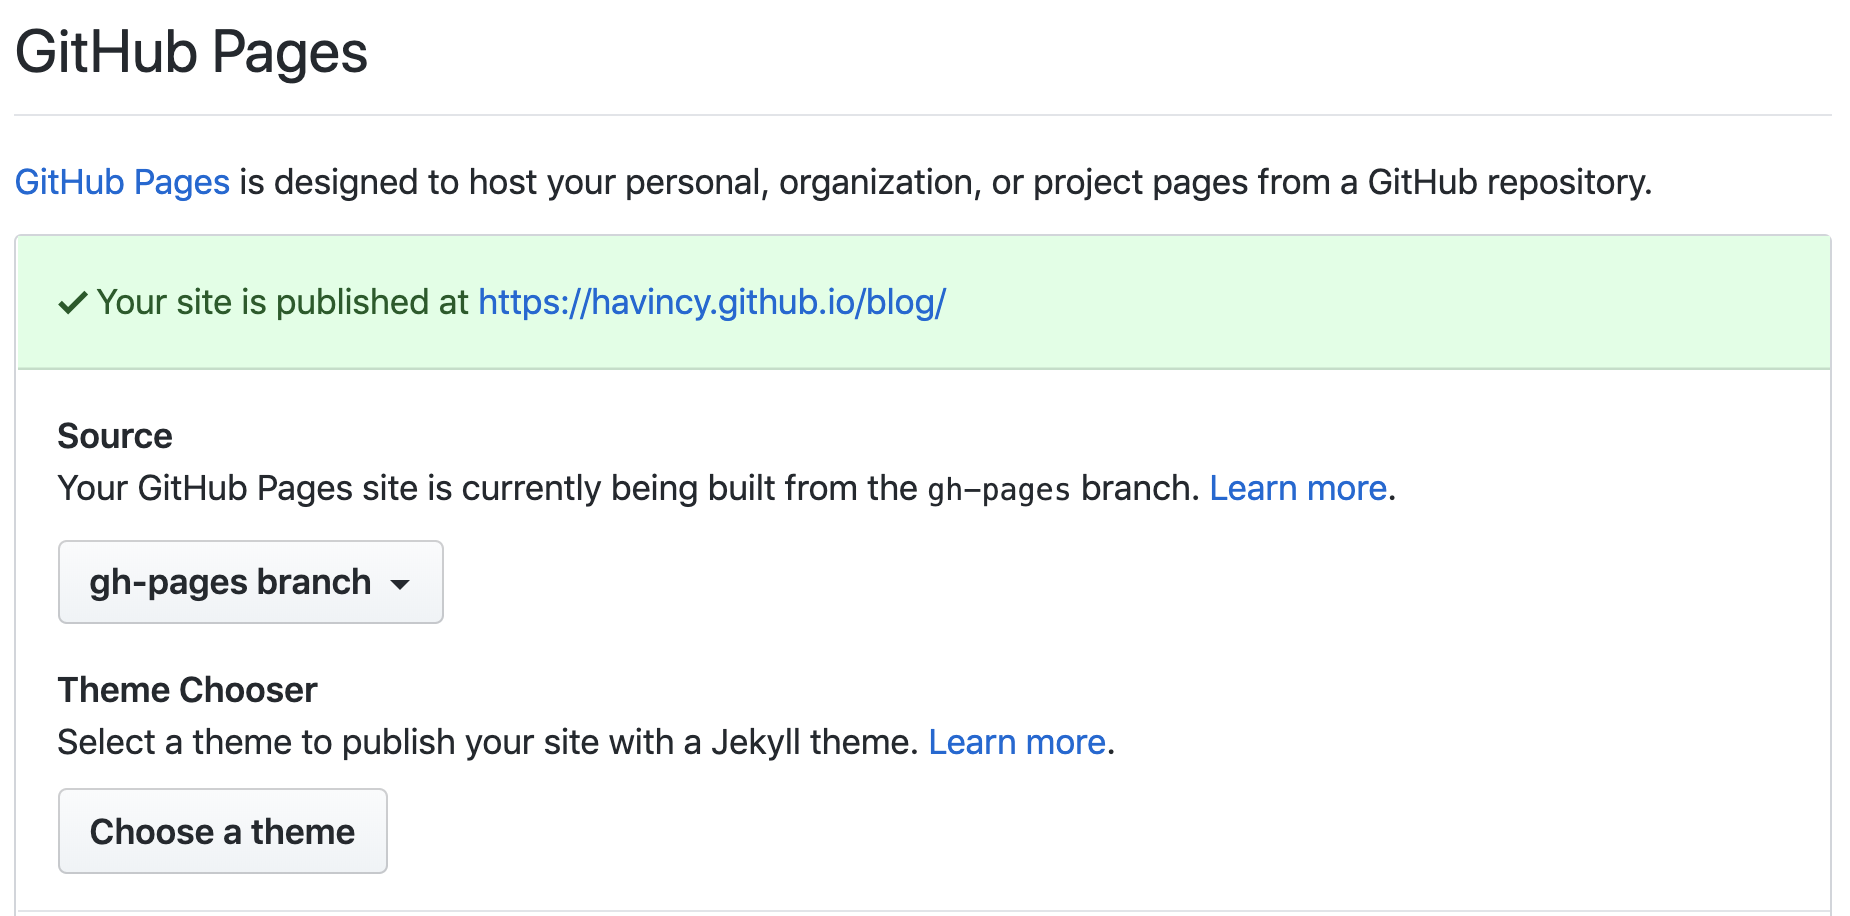 GitHub Pages
GitHub Pages is designed to host your personal, organization, or project pages from a GitHub repository.
Your site is published at https://havincy.github.io/blog/
Source
Your GitHub Pages site is currently being built from the gh-pages branch. Learn more.
gh-pages branch
Theme Chooser
Select a theme to publish your site with a Jekyll theme. Learn more.
Choose a theme